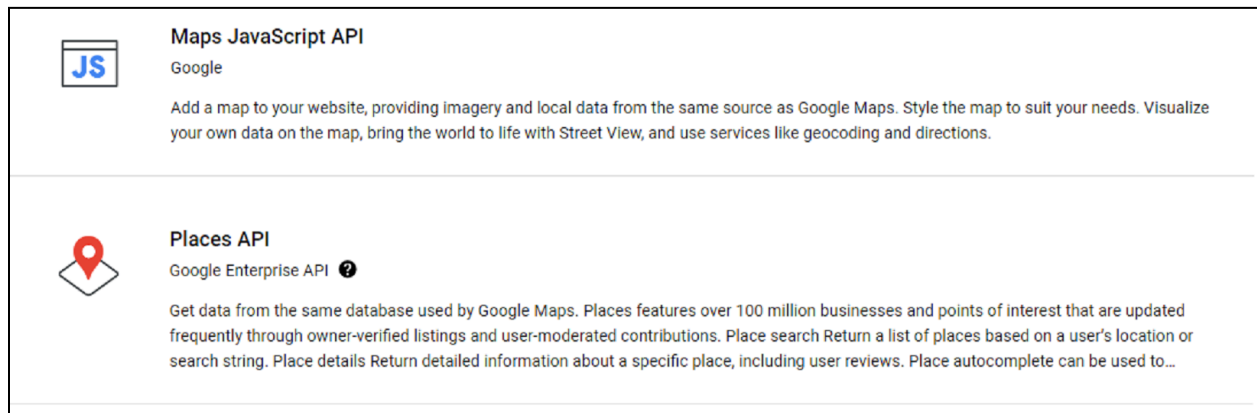 Maps JavaScript API
JS
Google
Add a map to your website, providing imagery and local data from the same source as Google Maps. Style the map to suit your needs. Visualize
your own data on the map, bring the world to life with Street View, and use services like geocoding and directions.
Places API
Google Enterprise API ?
Get data from the same database used by Google Maps. Places features over 100 million businesses and points of interest that are updated
frequently through owner-verified listings and user-moderated contributions. Place search Return a list of places based on a user's location or
search string. Place details Return detailed information about a specific place, including user reviews. Place autocomplete can be used to…